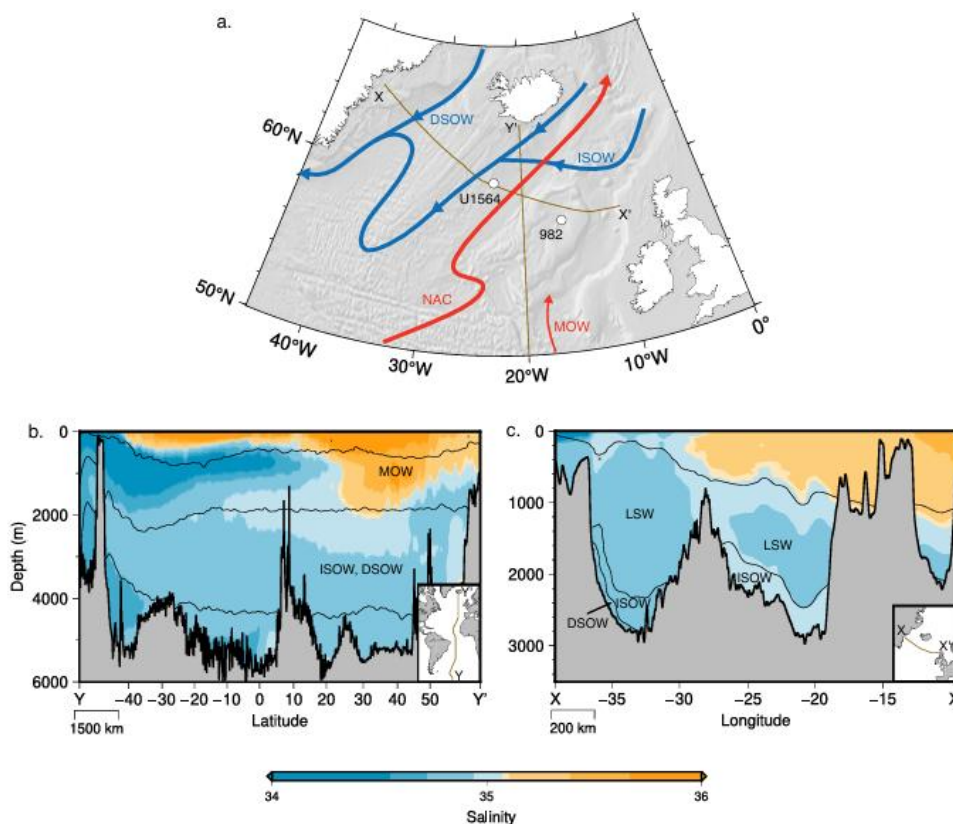 a.
X
DSOW
60°N
Y'
ISOW
U1564
X'
982
50°N
NAC
MOW
0°
40°W
30°W
20°W
10°W
b.
0
2000
4000
6000
Depth (m)
MOW
ISOW, DSOW
Y
Y
Y
-40
-30
-20
-10
0
10
20
30
40
50
Y'
Latitude
1500 km
c.
0
1000
2000
3000
LSW
LSW
ISOW
ISOW
DSOW
X
X
-35
-30
-25
-20
-15
Longitude
200 km
34
35
36
Salinity